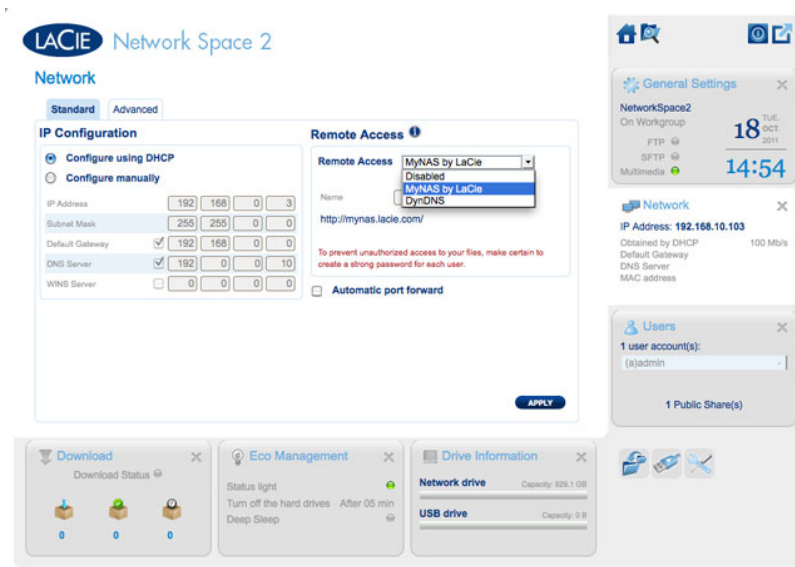 LACIE Network Space 2
Network
Standard Advanced
IP Configuration
Configure using DHCP
Configure manually
IP Address 192 168 0 3
Subnet Mask 255 255 0 0
Default Gateway 192 168 0 0
DNS Server 192 0 0 10
WINS Server 0 0 0 0
Remote Access
Remote Access MyNAS by LaCie
Disabled
MyNAS by LaCie
DynDNS
Name
http://mynas.lacie.com/
To prevent unauthorized access to your files, make certain to
create a strong password for each user.
Automatic port forward
APPLY
General Settings
NetworkSpace2
On Workgroup
FTP
SFTP
Multimedia
18 TUE. OCT. 2011
14:54
Network
IP Address: 192.168.10.103
Obtained by DHCP 100 Mb/s
Default Gateway
DNS Server
MAC address
Users
1 user account(s):
(a)admin -
1 Public Share(s)
Download
Download Status
0 0 0
Eco Management
Status light
Turn off the hard drives After 05 min
Deep Sleep
Drive Information
Network drive Capacity: 929.1 GB
USB drive Capacity: 0 B